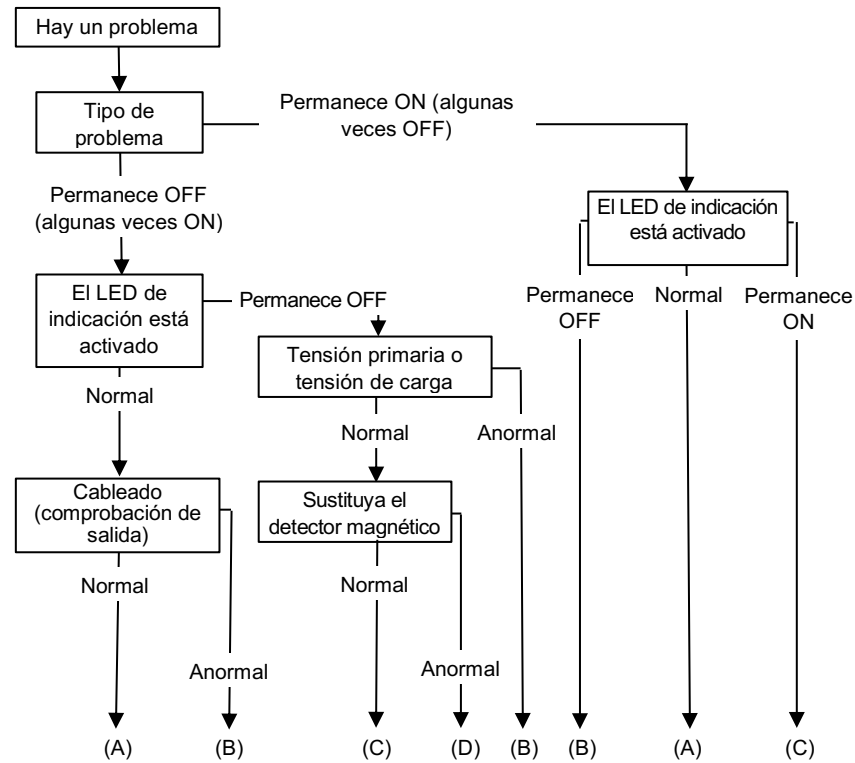 Hay un problema
Tipo de
problema
Permanece ON (algunas
veces OFF)
Permanece OFF
(algunas veces ON)
El LED de indicación
está activado
El LED de
indicación está
activado
Permanece OFF
Permanece
OFF
Normal
Permanece
ON
Tensión primaria o
tensión de carga
Normal
Normal
Anormal
Cableado
(comprobación de
salida)
Sustituya el
detector magnético
Normal
Normal
Anormal
Anormal
(A)
(B)
(C)
(D)
(B)
(B)
(A)
(C)